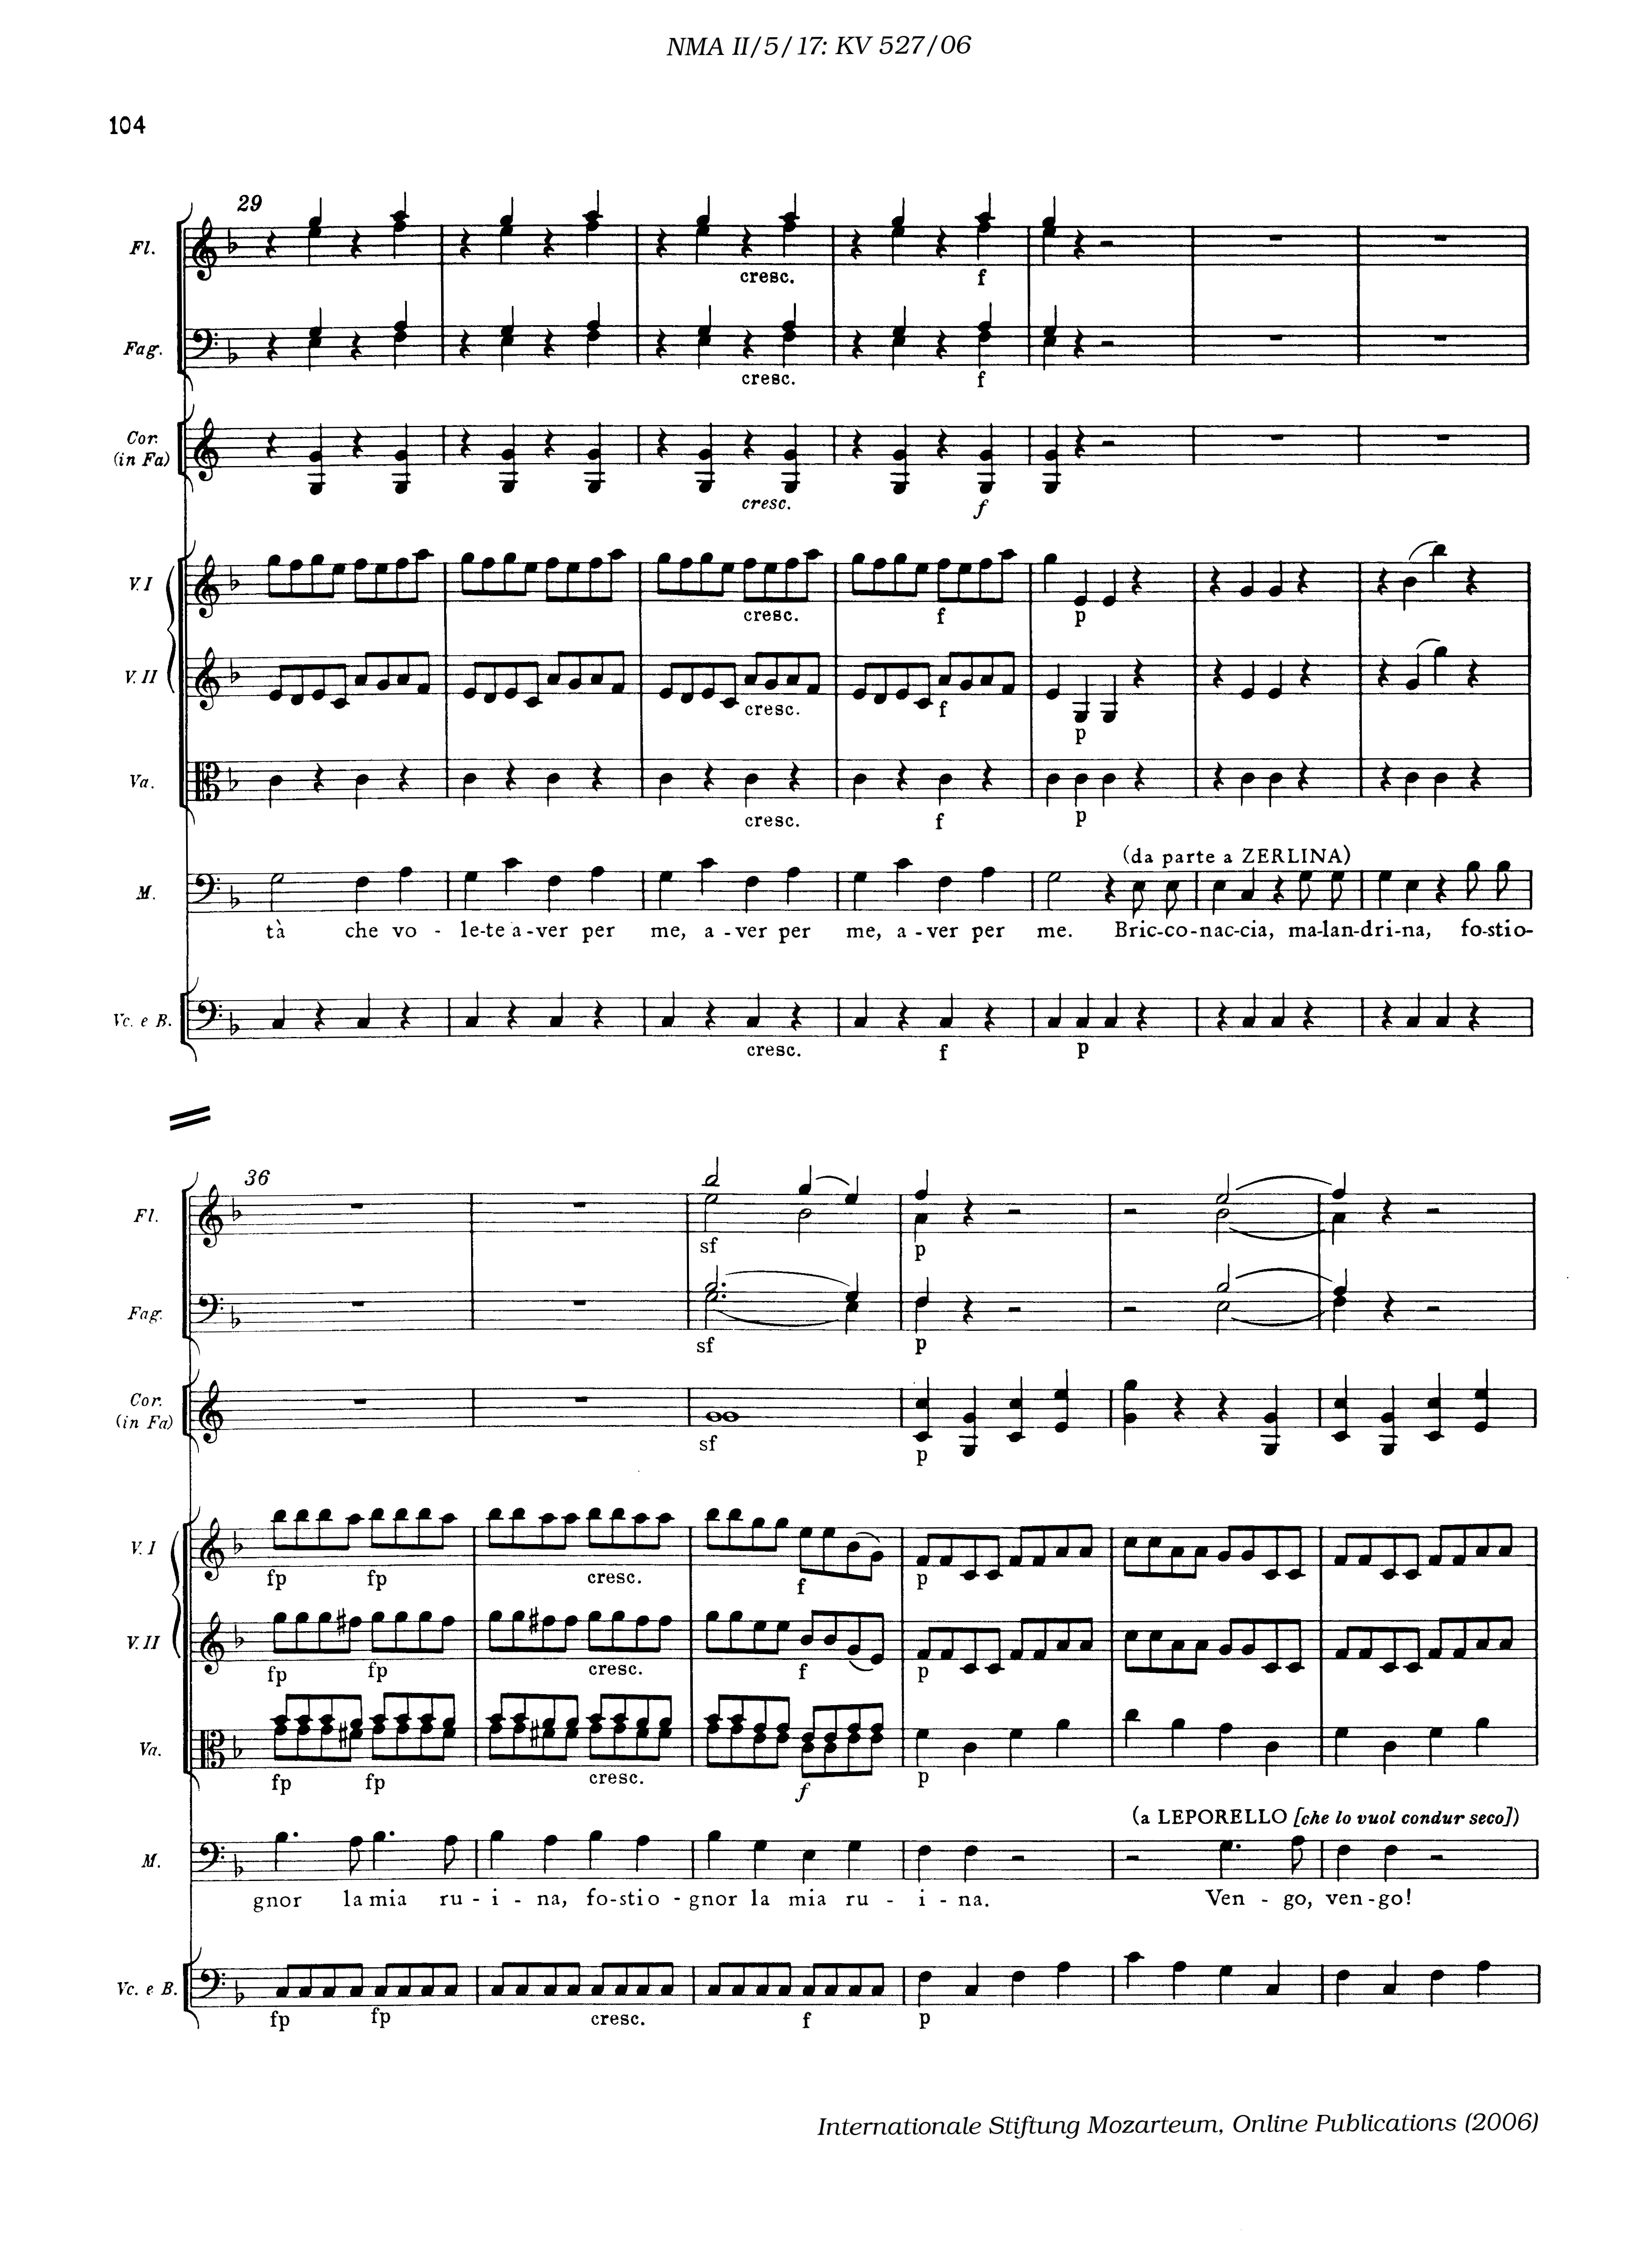 NMA II/5/17: KV 527/06
104
29
Fl.
cresc. f
Fag.
cresc. f
Cor.
(in Fa)
cresc. f
V. I
cresc. f p
V. II
cresc. f p
Va.
cresc. f p
(da parte a ZERLINA)
M.
tà che vo - le-te a-ver per me, a - ver per me, a - ver per me. Bric-co-nac-cia, ma-lan-dri-na, fo-stio-
Vc. e B.
cresc. f p
36
Fl.
sf p
Fag.
sf p
Cor.
(in Fa)
sf p
V. I
fp fp cresc. f p
V. II
fp fp cresc. f p
Va.
fp fp cresc. f p
(a LEPORELLO [che lo vuol condur seco])
M.
gnor la mia ru - i - na, fo-stio - gnor la mia ru - i - na. Ven - go, ven-go!
Vc. e B.
fp fp cresc. f p
Internationale Stiftung Mozarteum, Online Publications (2006)